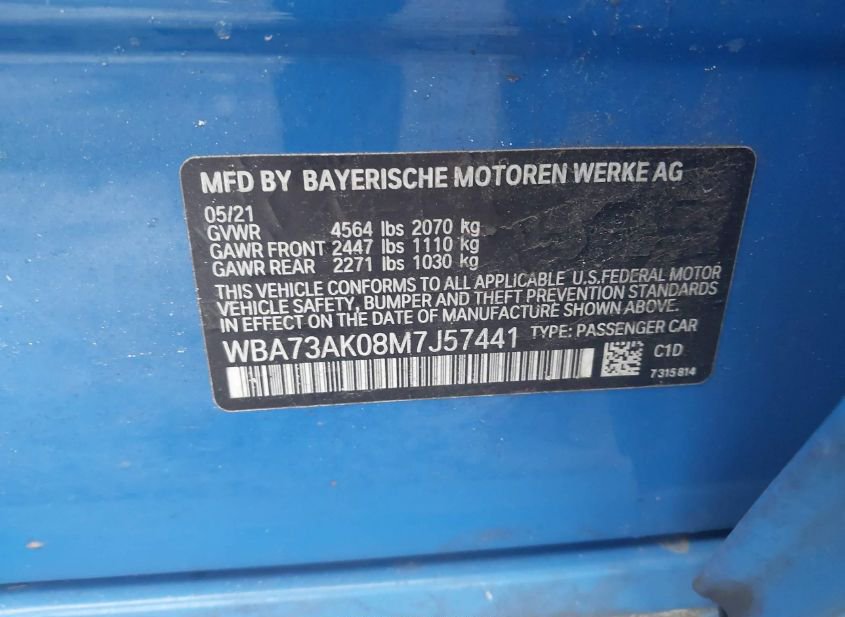 MFD BY BAYERISCHE MOTOREN WERKE AG
05/21
GVWR 4564 lbs 2070 kg
GAWR FRONT 2447 lbs 1110 kg
GAWR REAR 2271 lbs 1030 kg
THIS VEHICLE CONFORMS TO ALL APPLICABLE U.S.FEDERAL MOTOR
VEHICLE SAFETY, BUMPER AND THEFT PREVENTION STANDARDS
IN EFFECT ON THE DATE OF MANUFACTURE SHOWN ABOVE.
WBA73AK08M7J57441 TYPE: PASSENGER CAR
C1D
7315814